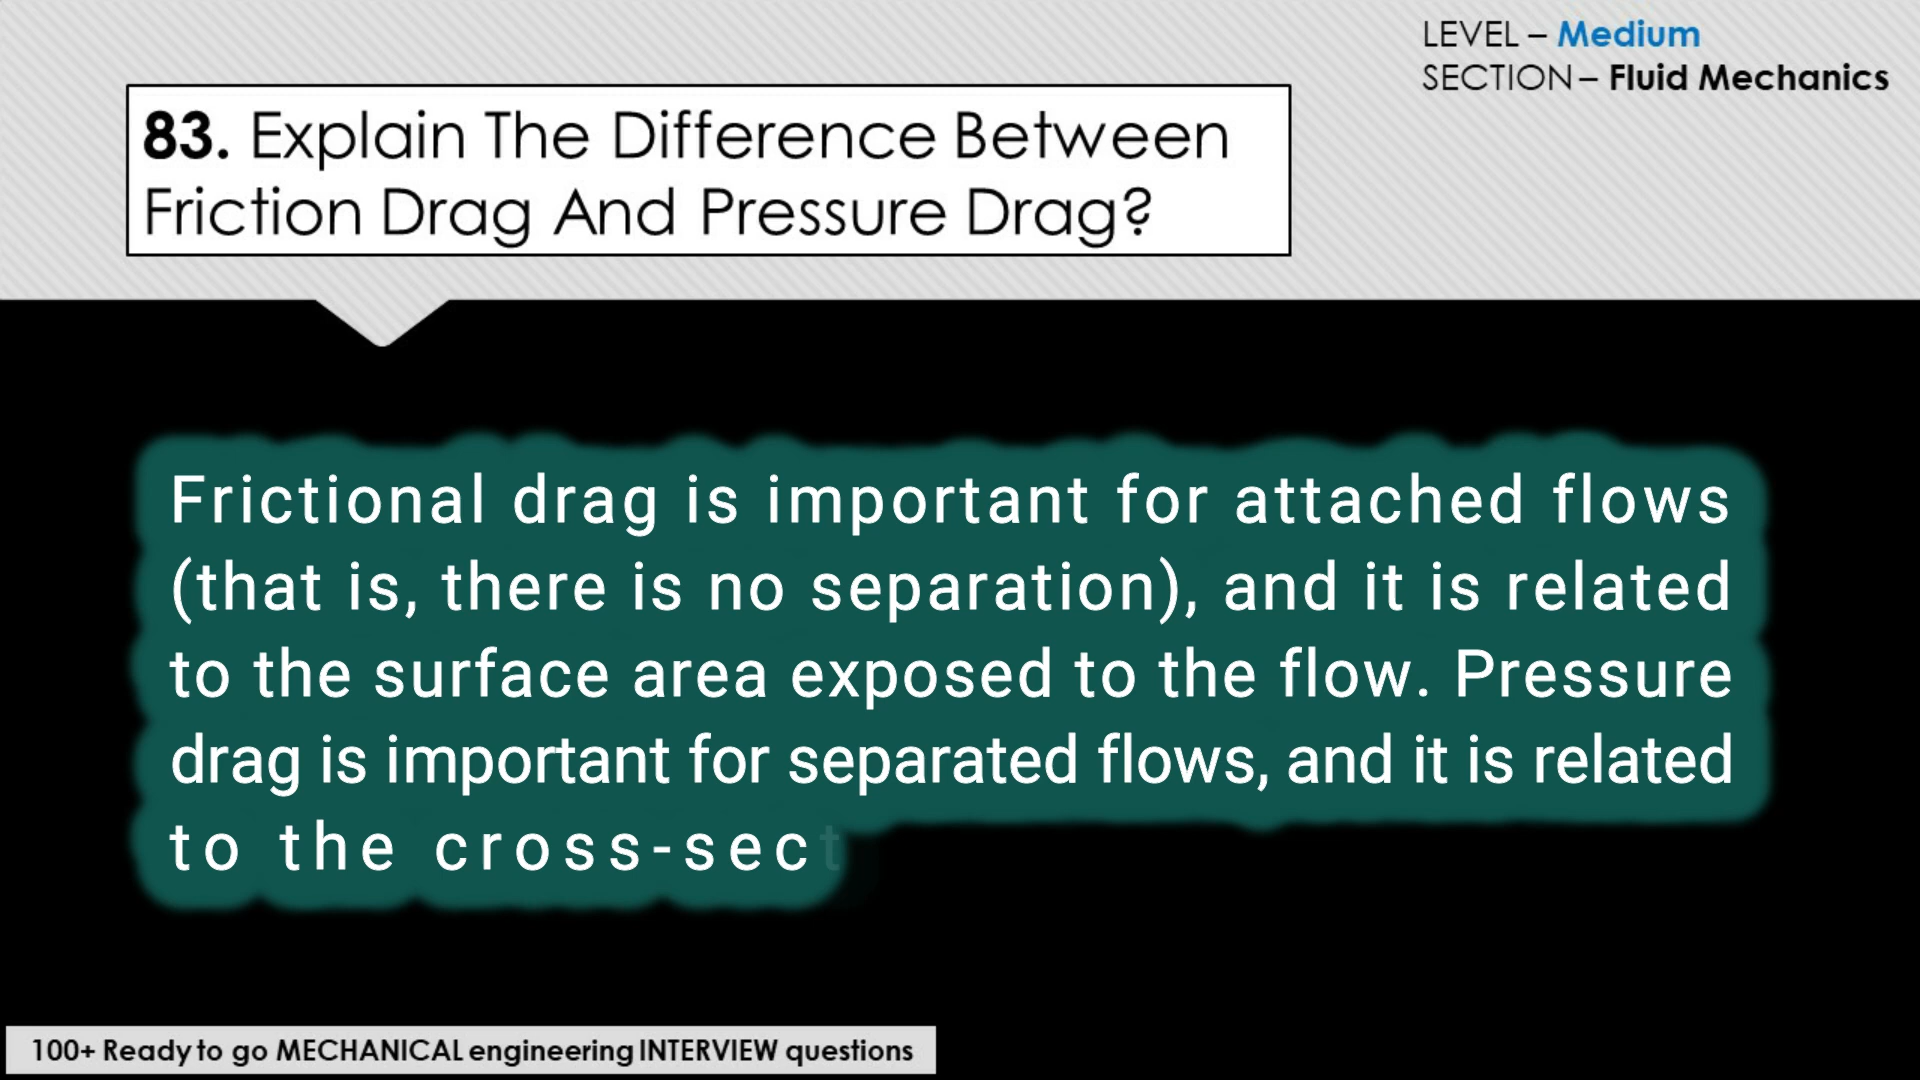 LEVEL – Medium
SECTION – Fluid Mechanics
83. Explain The Difference Between
Friction Drag And Pressure Drag?
Frictional drag is important for attached flows
(that is, there is no separation), and it is related
to the surface area exposed to the flow. Pressure
drag is important for separated flows, and it is related
to the cross-sect
100+ Ready to go MECHANICAL engineering INTERVIEW questions